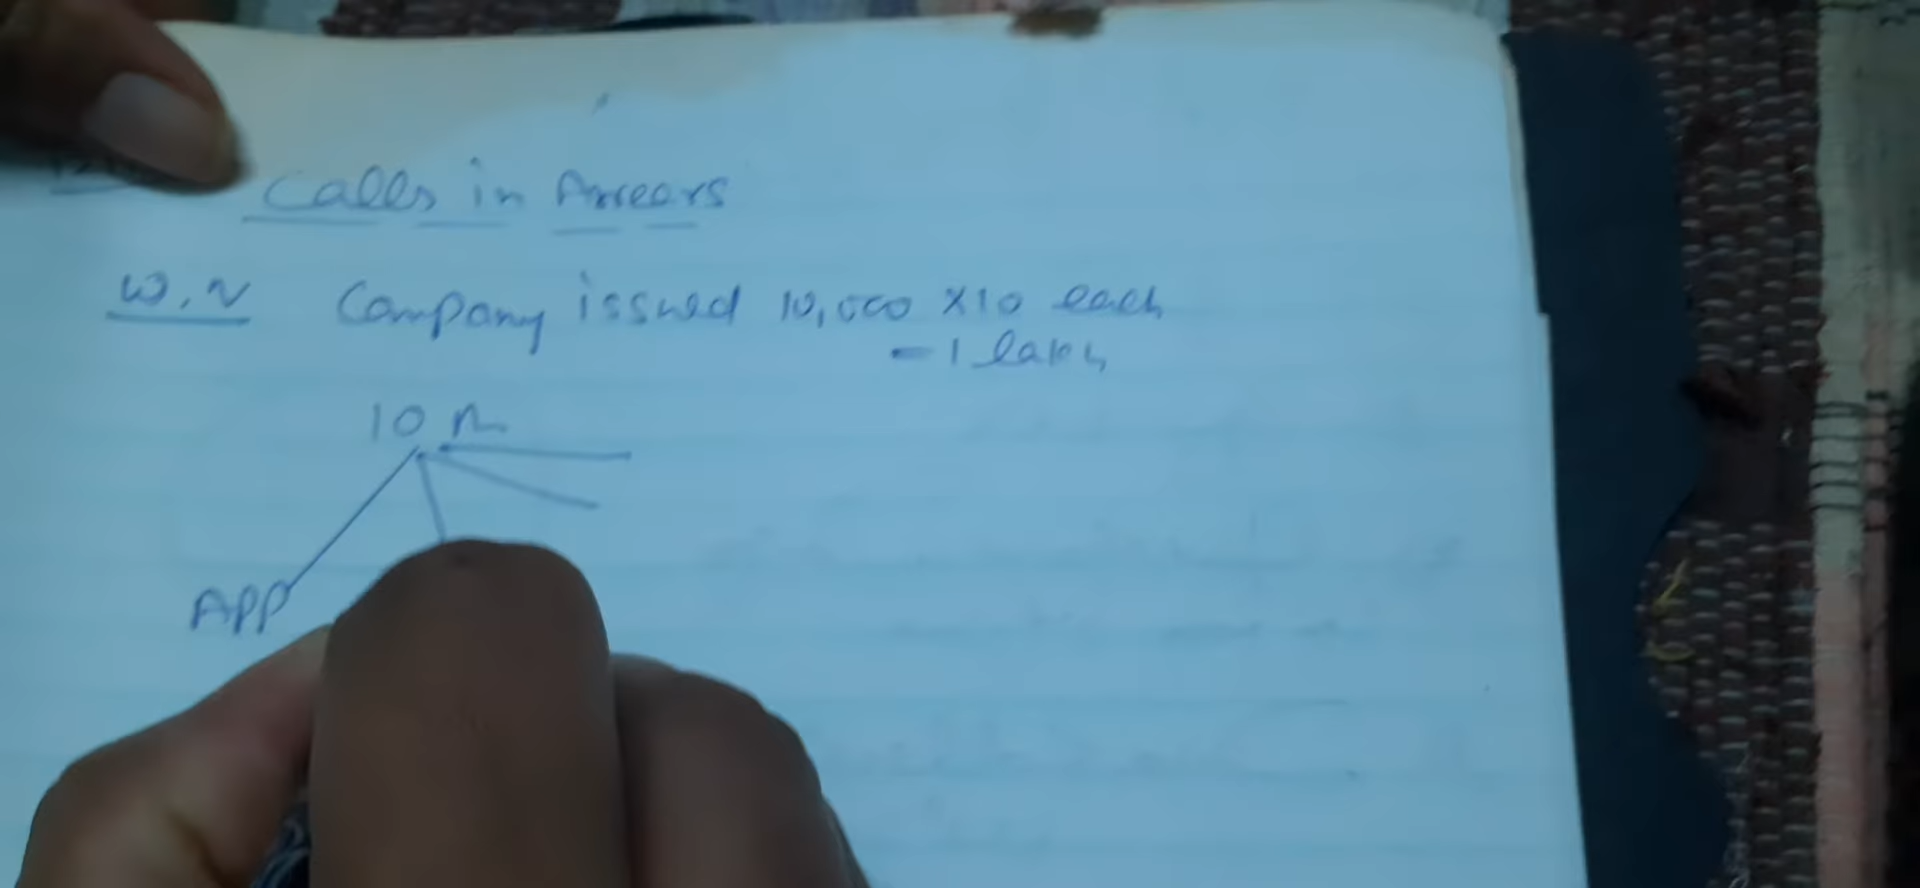 Calls in Arrears
W.N Company issued 10,000 x10 each
- 1 lakh
10
APP